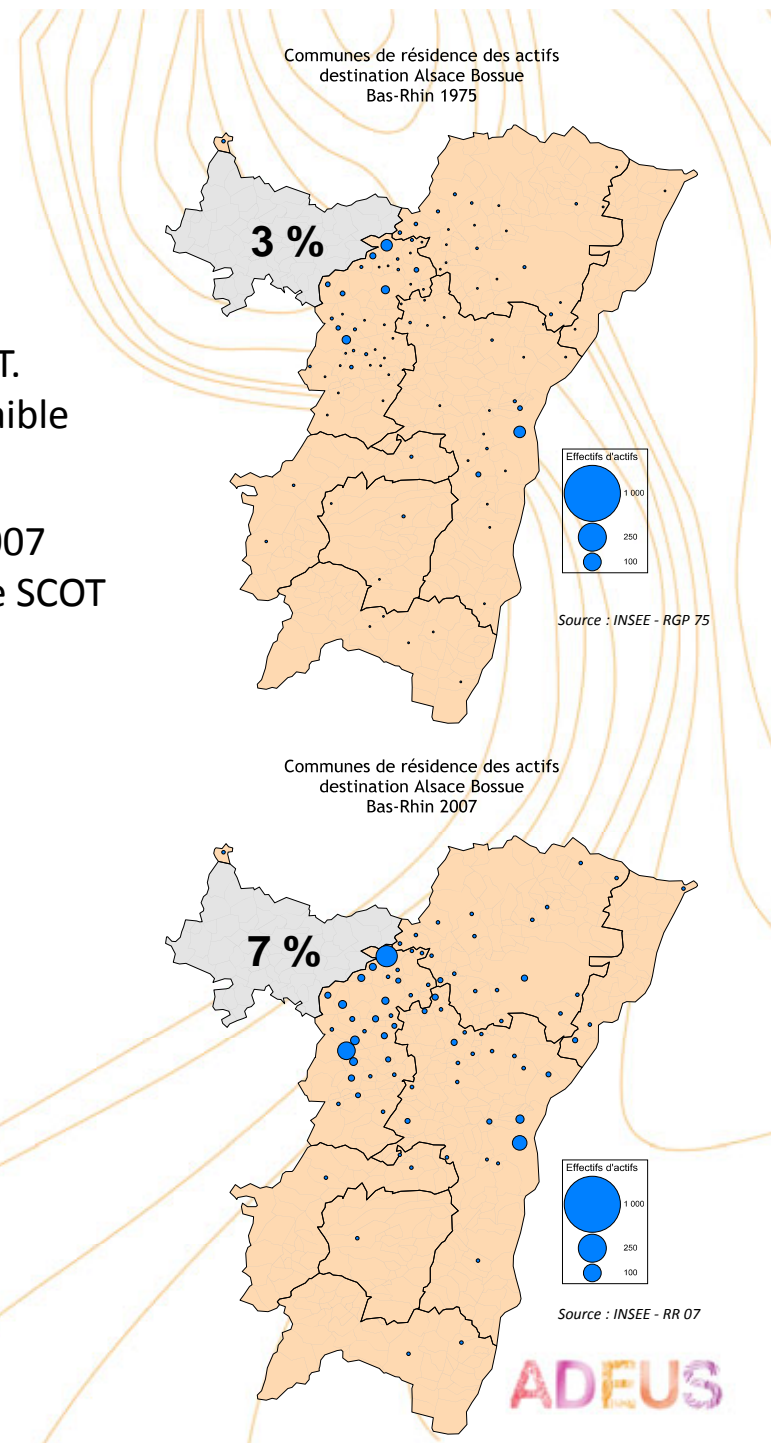 Communes de résidence des actifs
destination Alsace Bossue
Bas-Rhin 1975
3 %
T.
007
e SCOT
Effectifs d'actifs
1 000
250
100
Source : INSEE - RGP 75
Communes de résidence des actifs
destination Alsace Bossue
Bas-Rhin 2007
7 %
Effectifs d'actifs
1 000
250
100
Source : INSEE - RR 07
ADEUS